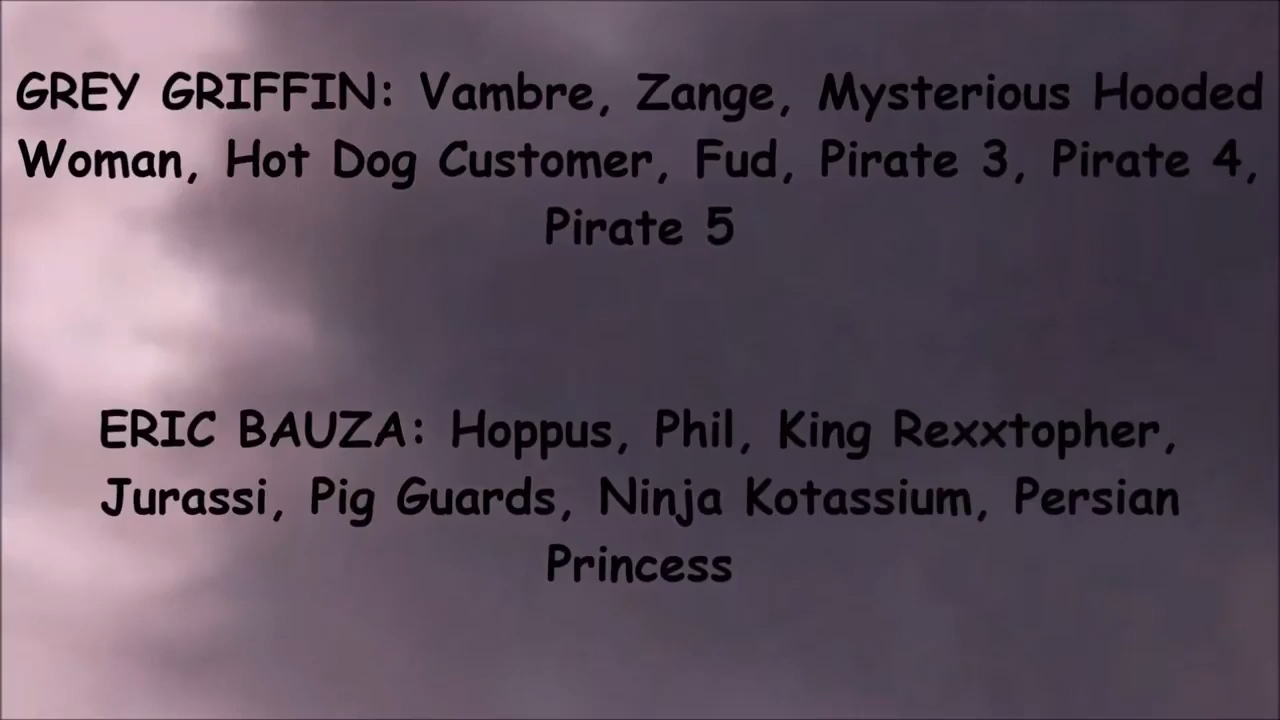 GREY GRIFFIN: Vambre, Zange, Mysterious Hooded
Woman, Hot Dog Customer, Fud, Pirate 3, Pirate 4,
Pirate 5
ERIC BAUZA: Hoppus, Phil, King Rexxtopher,
Jurassi, Pig Guards, Ninja Kotassium, Persian
Princess